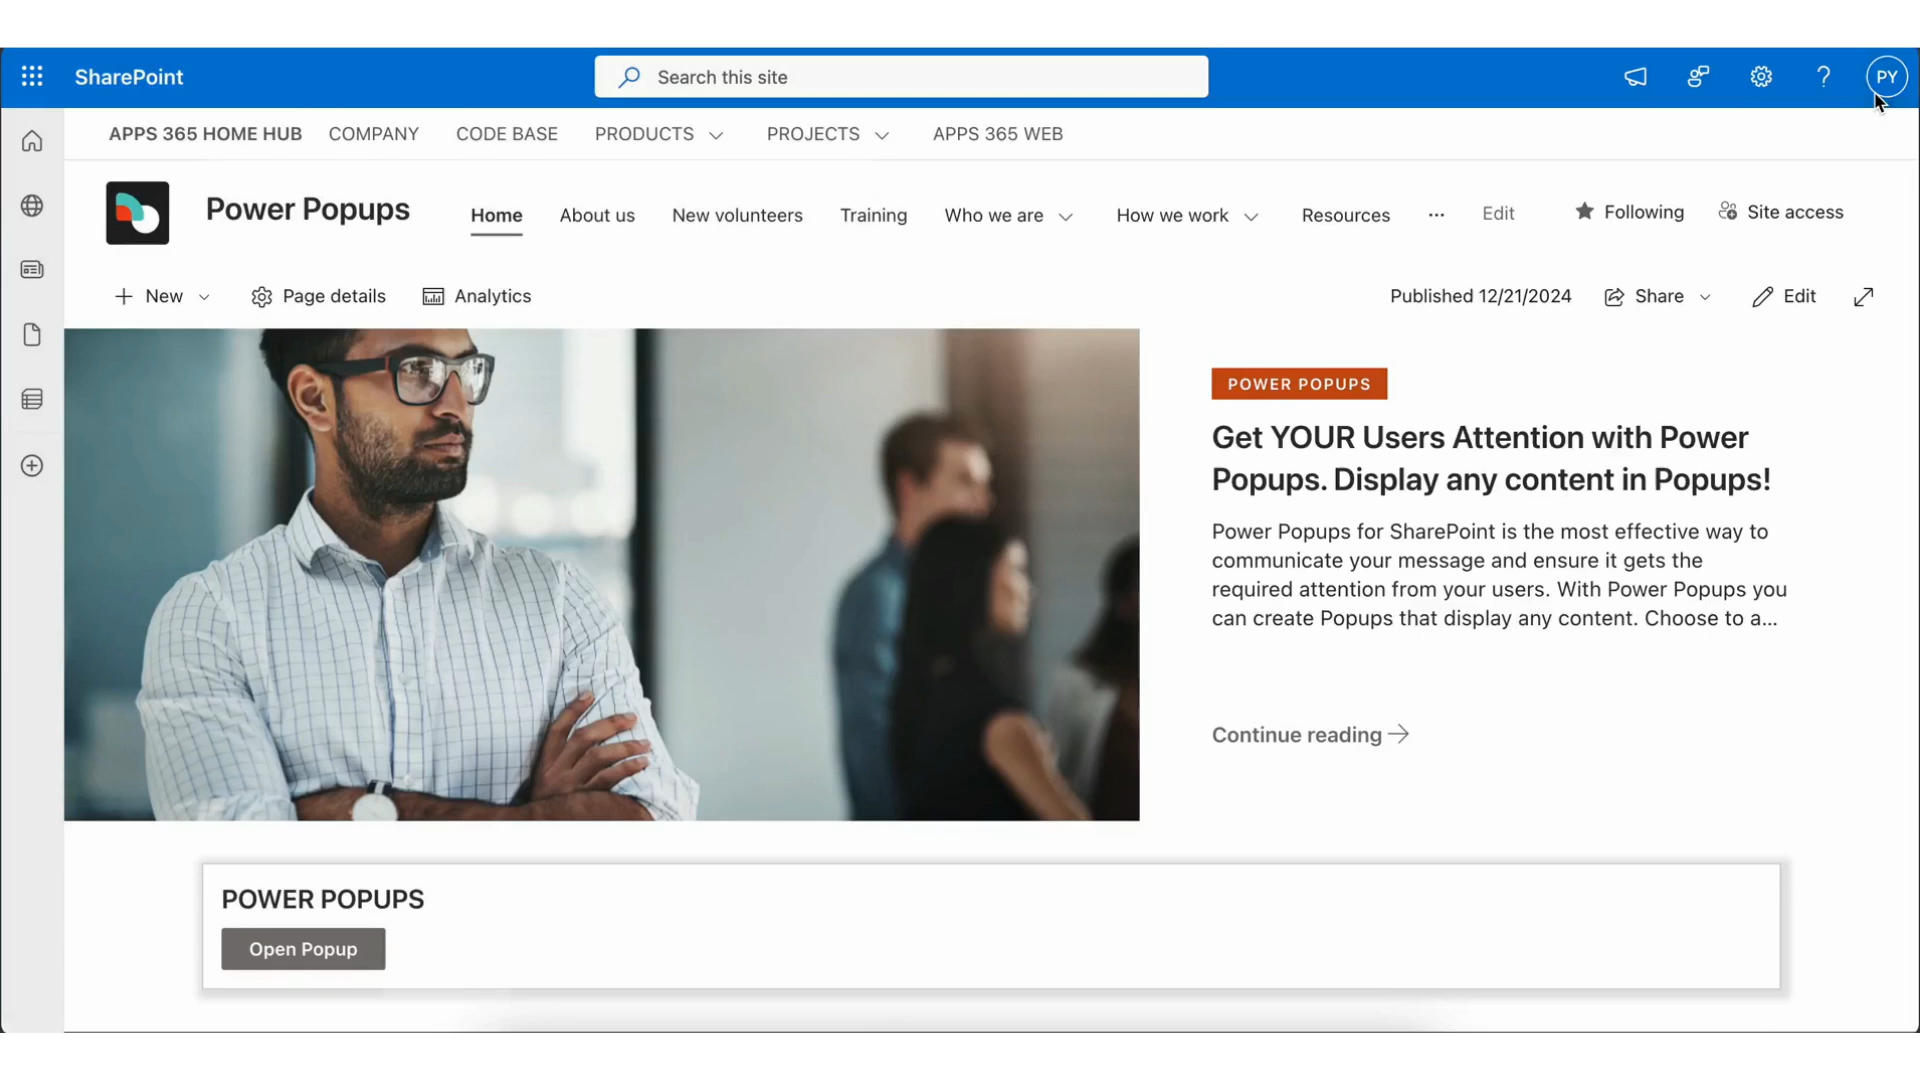 SharePoint
Search this site
?
PY
APPS 365 HOME HUB
COMPANY
CODE BASE
PRODUCTS
PROJECTS
APPS 365 WEB
Power Popups
Home
About us
New volunteers
Training
Who we are
How we work
Resources
...
Edit
Following
Site access
New
Page details
Analytics
Published 12/21/2024
Share
Edit
POWER POPUPS
Get YOUR Users Attention with Power
Popups. Display any content in Popups!
Power Popups for SharePoint is the most effective way to
communicate your message and ensure it gets the
required attention from your users. With Power Popups you
can create Popups that display any content. Choose to a...
Continue reading
POWER POPUPS
Open Popup